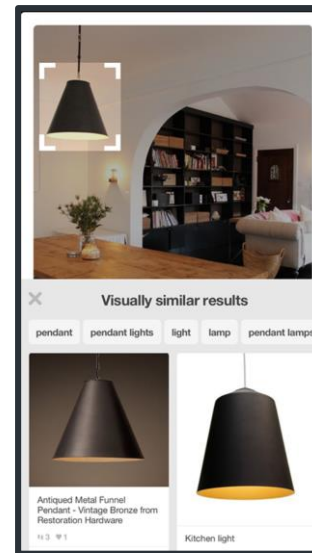 Visually similar results
pendant
pendant lights
light
lamp
pendant lamps
Antiqued Metal Funnel
Pendant - Vintage Bronze from
Restoration Hardware
3 1
Kitchen light